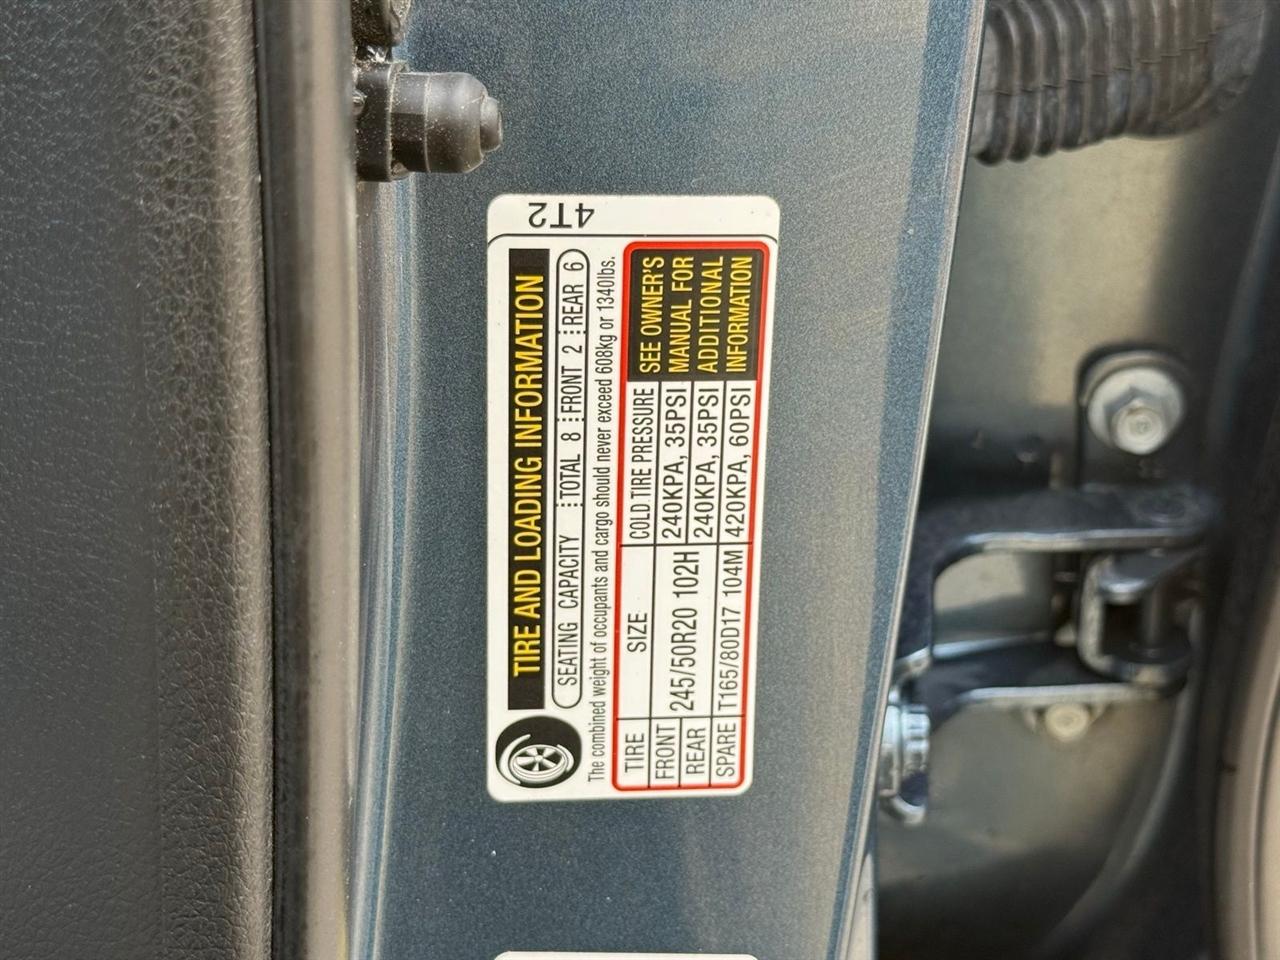 4T2
TIRE AND LOADING INFORMATION
SEATING CAPACITY TOTAL 8 FRONT 2 REAR 6
The combined weight of occupants and cargo should never exceed 608kg or 1340lbs.
TIRE SIZE COLD TIRE PRESSURE
FRONT 245/50R20 102H 240KPA, 35PSI
REAR 240KPA, 35PSI
SPARE T165/80D17 104M 420KPA, 60PSI
SEE OWNER'S
MANUAL FOR
ADDITIONAL
INFORMATION